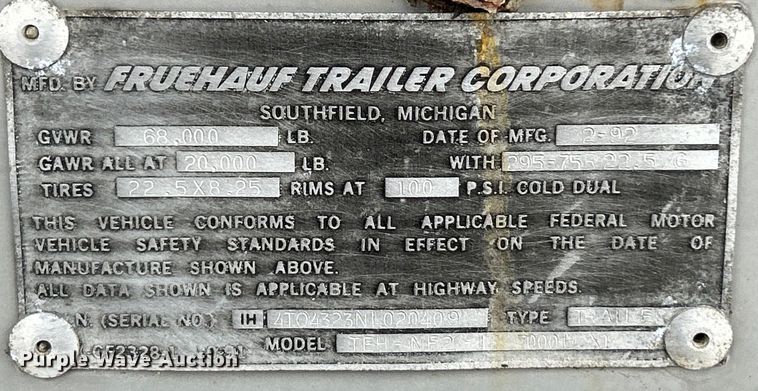 MFD. BY FRUEHAUF TRAILER CORPORATION
SOUTHFIELD, MICHIGAN
GVWR 68,000 LB. DATE OF MFG. 2-92
GAWR ALL AT 20,000 LB. WITH 295-75R22.5 G
TIRES 22.5X8.25 RIMS AT 100 P.S.I. COLD DUAL
THIS VEHICLE CONFORMS TO ALL APPLICABLE FEDERAL MOTOR
VEHICLE SAFETY STANDARDS IN EFFECT ON THE DATE OF
MANUFACTURE SHOWN ABOVE.
ALL DATA SHOWN IS APPLICABLE AT HIGHWAY SPEEDS.
(SERIAL NO.) 1H TYPE
MODEL
Purple Wave Auction